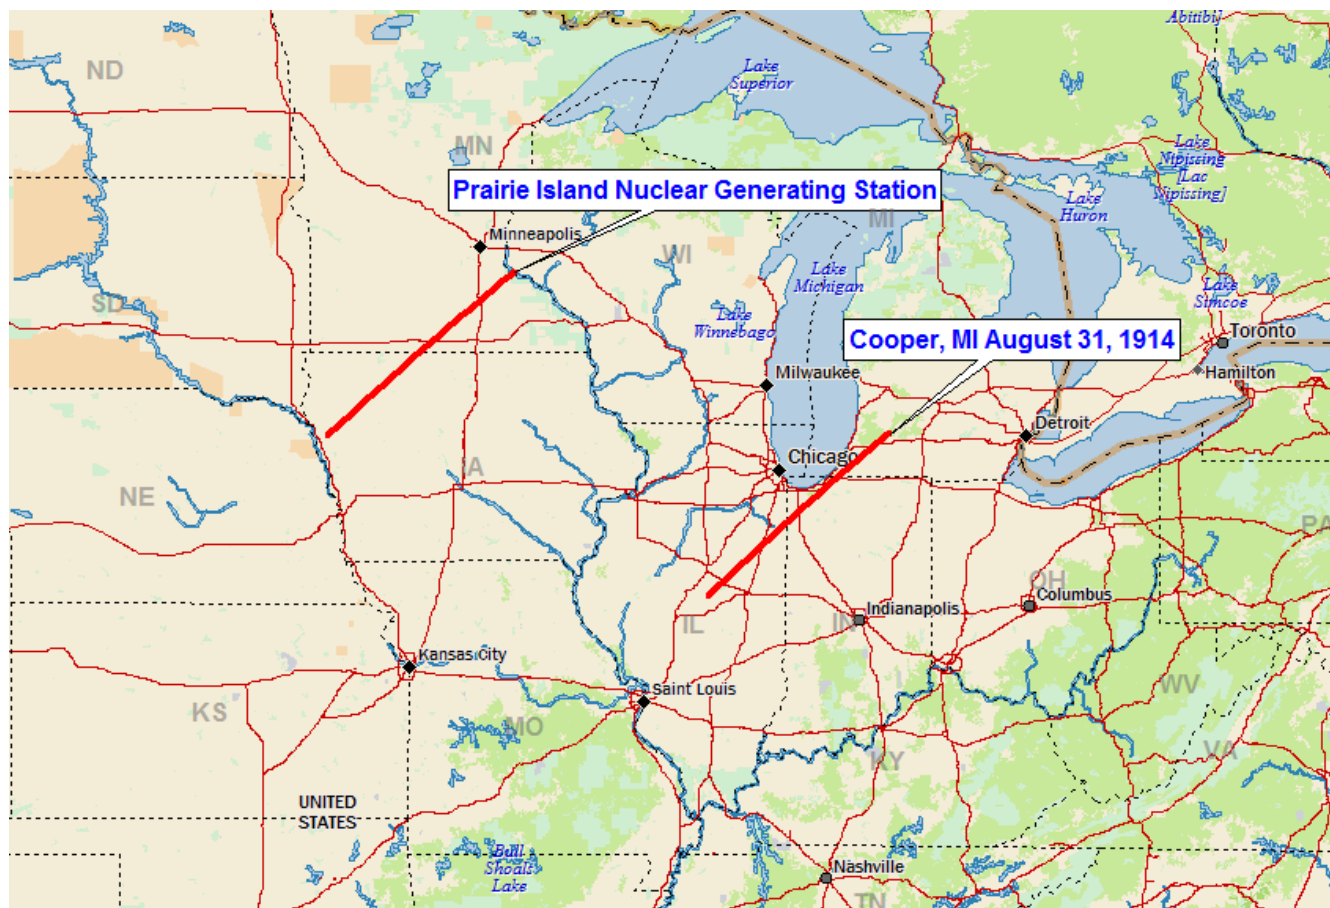 Abitibi]
ND
Lake
Superior
MN
Lake
Nipissing
[Lac
Nipissing]
Prairie Island Nuclear Generating Station
Lake
Huron
MI
Minneapolis
WI
Lake
Michigan
SD
Lake
Simcoe
Lake
Winnebago
Toronto
Cooper, MI August 31, 1914
Milwaukee
Hamilton
Detroit
Chicago
IA
NE
PA
OH
Columbus
Indianapolis
IL
IN
Kansas City
Saint Louis
WV
KS
MO
VA
KY
UNITED
STATES
Bull
Shoals
Lake
Nashville
TN